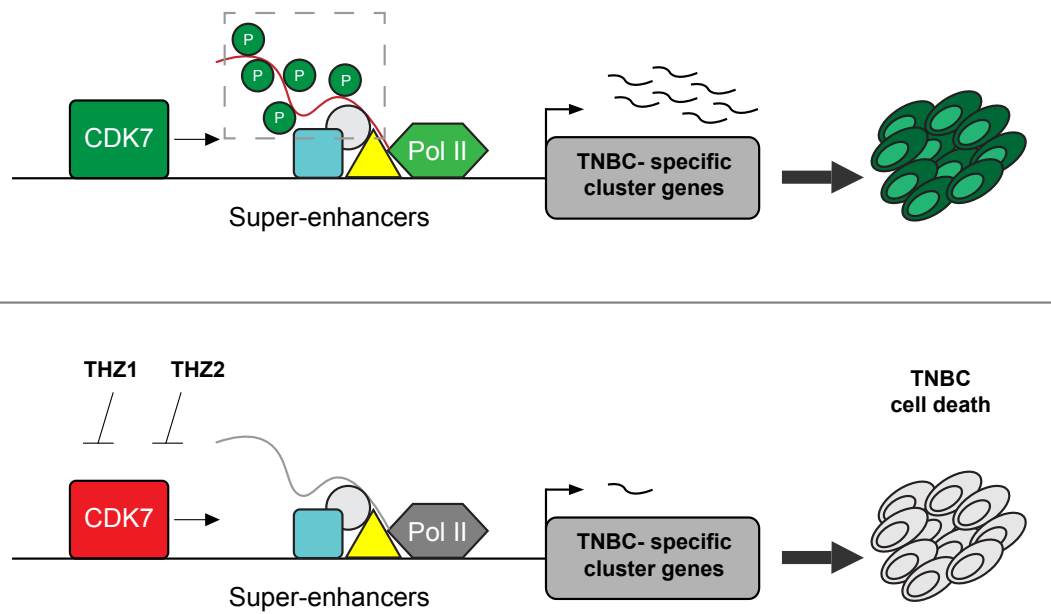 P
P
P
P
P
CDK7
Pol II
TNBC- specific
cluster genes
Super-enhancers
THZ1 THZ2
TNBC
cell death
CDK7
Pol II
TNBC- specific
cluster genes
Super-enhancers